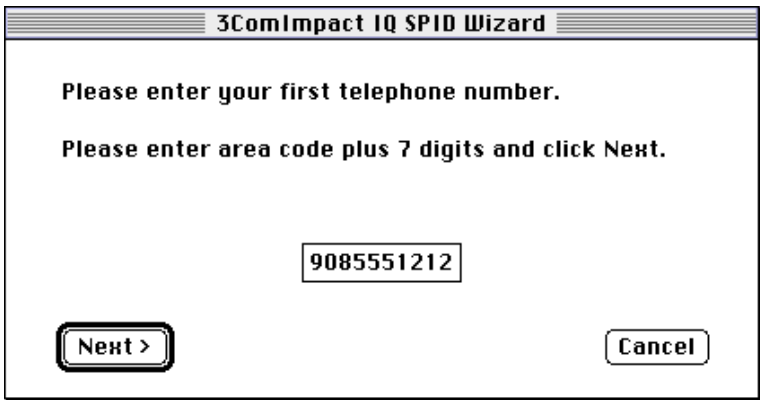 3ComImpact IQ SPID Wizard
Please enter your first telephone number.
Please enter area code plus 7 digits and click Next.
9085551212
Next >
Cancel